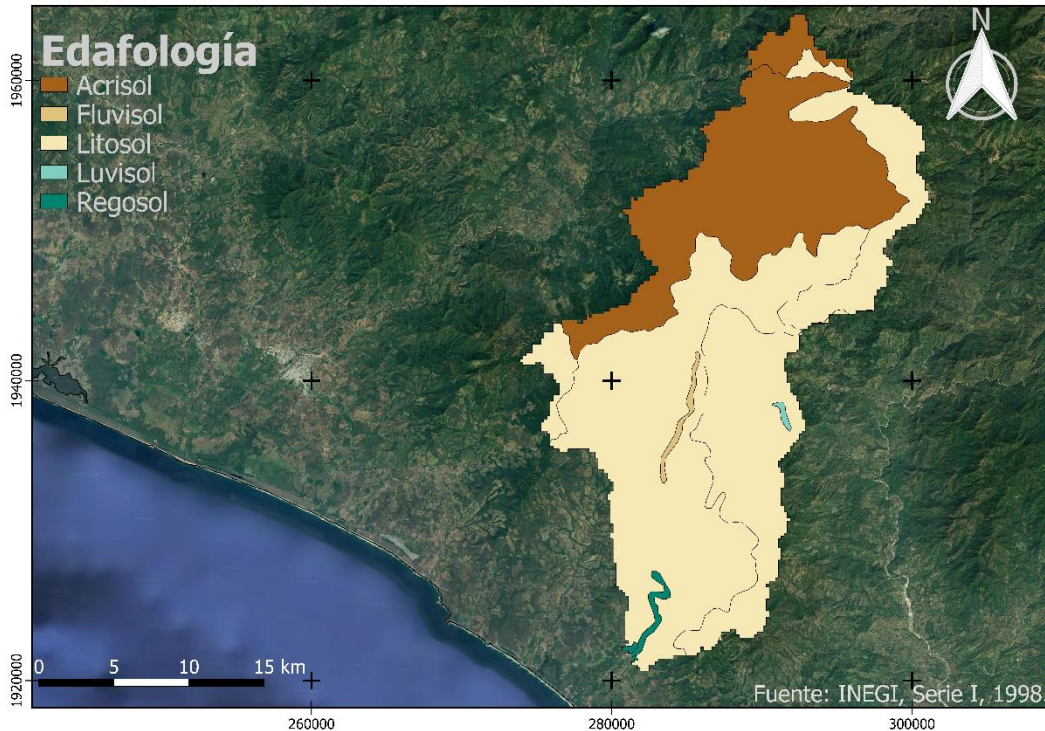 Edafología
Acrisol
Fluvisol
Litosol
Luvisol
Regosol
N
1960000
1940000
1920000
0 5 10 15 km
Fuente: INEGI, Serie I, 1998
260000 280000 300000